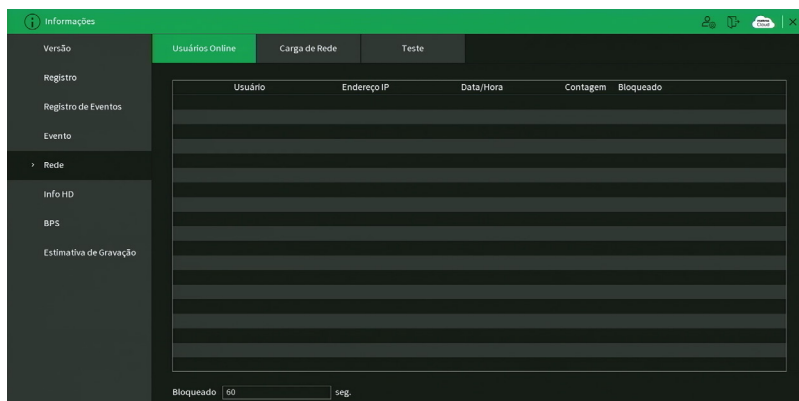 Informações
Cloud
Versão
Registro
Registro de Eventos
Evento
Rede
Info HD
BPS
Estimativa de Gravação
Usuários Online Carga de Rede Teste
Usuário Endereço IP Data/Hora Contagem Bloqueado
Bloqueado 60 seg.